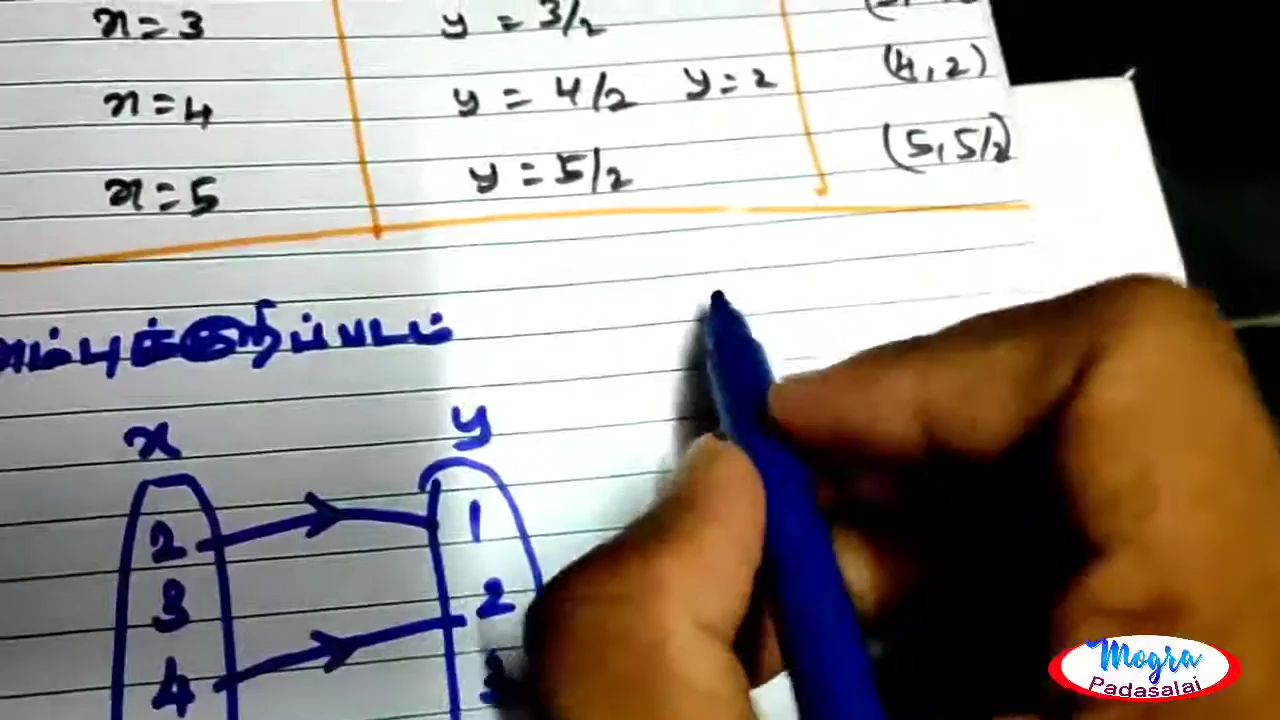 x = 3 y = 3/2
x = 4 y = 4/2 y = 2 (4, 2)
x = 5 y = 5/2 (5, 5/2)
அம்புக்குறிப்படம்
x y
2 1
3 2
4
Mogra
Padasalai